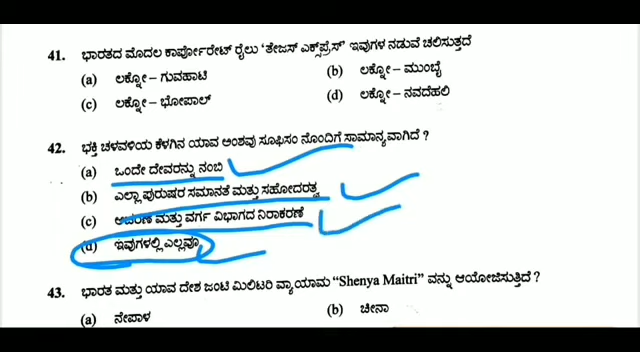 41. ಭಾರತದ ಮೊದಲ ಕಾರ್ಪೋರೇಟ್ ರೈಲು 'ತೇಜಸ್ ಎಕ್ಸ್‌ಪ್ರೆಸ್' ಇವುಗಳ ನಡುವೆ ಚಲಿಸುತ್ತದೆ
(a) ಲಕ್ನೋ – ಗುವಹಾಟಿ (b) ಲಕ್ನೋ – ಮುಂಬೈ
(c) ಲಕ್ನೋ – ಭೋಪಾಲ್ (d) ಲಕ್ನೋ – ನವದೆಹಲಿ
42. ಭಕ್ತಿ ಚಳವಳಿಯ ಕೆಳಗಿನ ಯಾವ ಅಂಶವು ಸೂಫಿಸಂ ನೊಂದಿಗೆ ಸಾಮಾನ್ಯವಾಗಿದೆ ?
(a) ಒಂದೇ ದೇವರನ್ನು ನಂಬಿ
(b) ಎಲ್ಲಾ ಪುರುಷರ ಸಮಾನತೆ ಮತ್ತು ಸಹೋದರತ್ವ
(c) ಆಚರಣೆ ಮತ್ತು ವರ್ಗ ವಿಭಾಗದ ನಿರಾಕರಣೆ
(d) ಇವುಗಳಲ್ಲಿ ಎಲ್ಲವೂ
43. ಭಾರತ ಮತ್ತು ಯಾವ ದೇಶ ಜಂಟಿ ಮಿಲಿಟರಿ ವ್ಯಾಯಾಮ "Shenya Maitri" ವನ್ನು ಆಯೋಜಿಸುತ್ತಿದೆ ?
(a) ನೇಪಾಳ (b) ಚೀನಾ